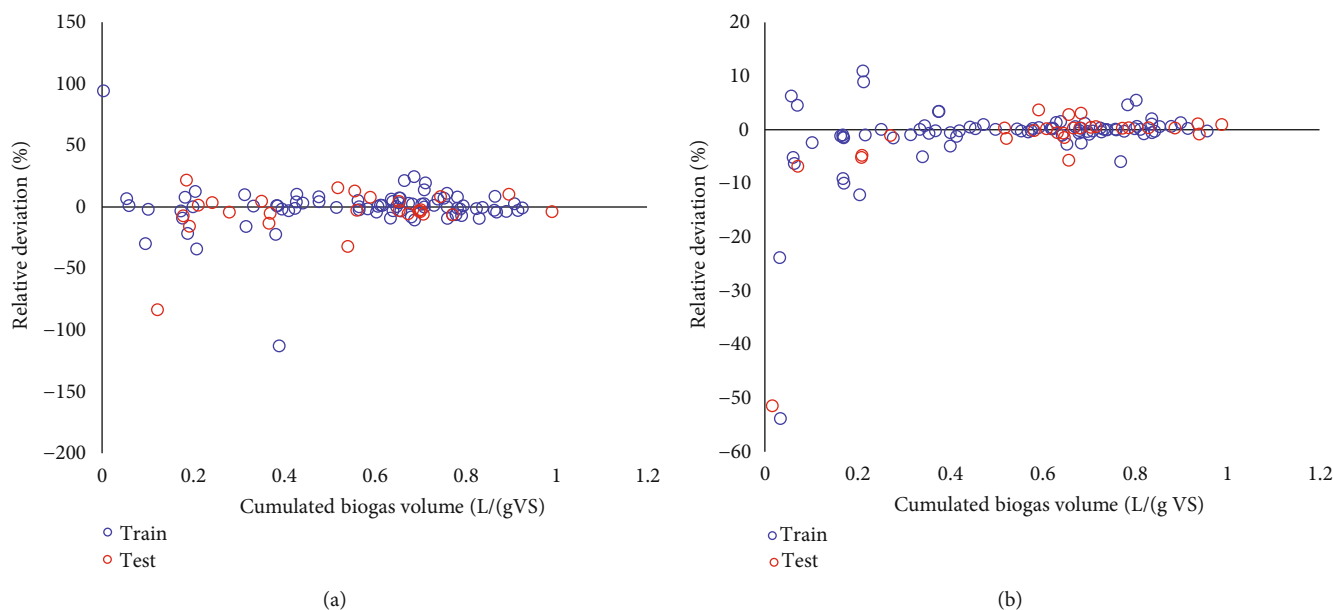 150
100
50
0
−50
−100
−150
−200
Relative deviation (%)
0 0.2 0.4 0.6 0.8 1 1.2
Cumulated biogas volume (L/(gVS)
Train
Test
(a)
20
10
0
−10
−20
−30
−40
−50
−60
Relative deviation (%)
0 0.2 0.4 0.6 0.8 1 1.2
Cumulated biogas volume (L/(g VS)
Train
Test
(b)